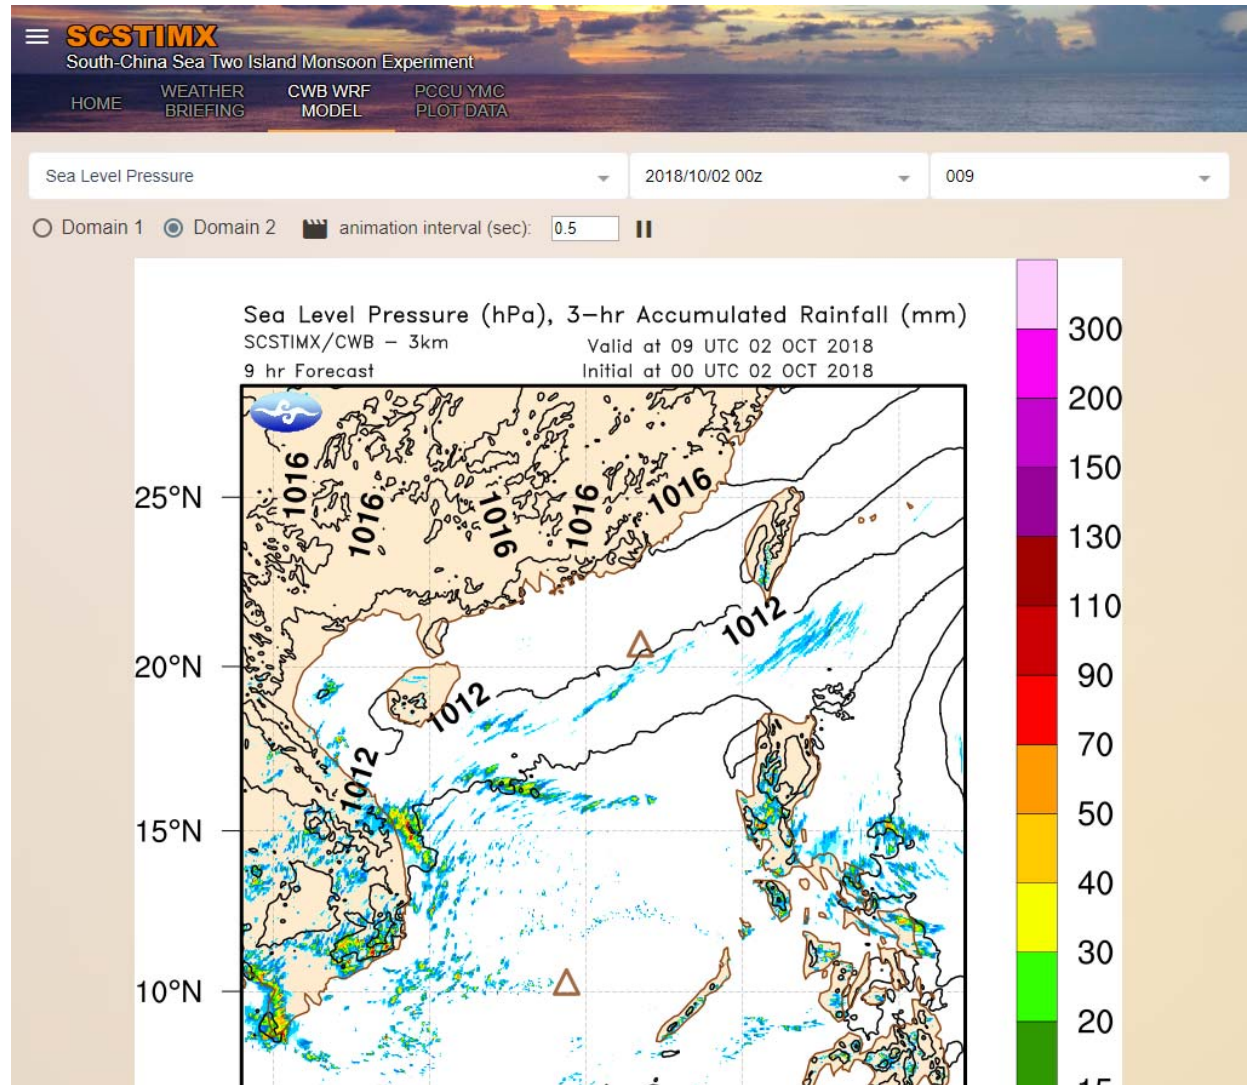 SCSTIMX
South-China Sea Two Island Monsoon Experiment
HOME
WEATHER BRIEFING
CWB WRF MODEL
PCCU YMC PLOT DATA
Sea Level Pressure
2018/10/02 00z
009
Domain 1
Domain 2
animation interval (sec):
0.5
Sea Level Pressure (hPa), 3-hr Accumulated Rainfall (mm)
SCSTIMX/CWB - 3km
Valid at 09 UTC 02 OCT 2018
9 hr Forecast
Initial at 00 UTC 02 OCT 2018
300
200
150
130
110
90
70
50
40
30
20
15
25°N
20°N
15°N
10°N
1016
1016
1016
1016
1016
1012
1012
1012